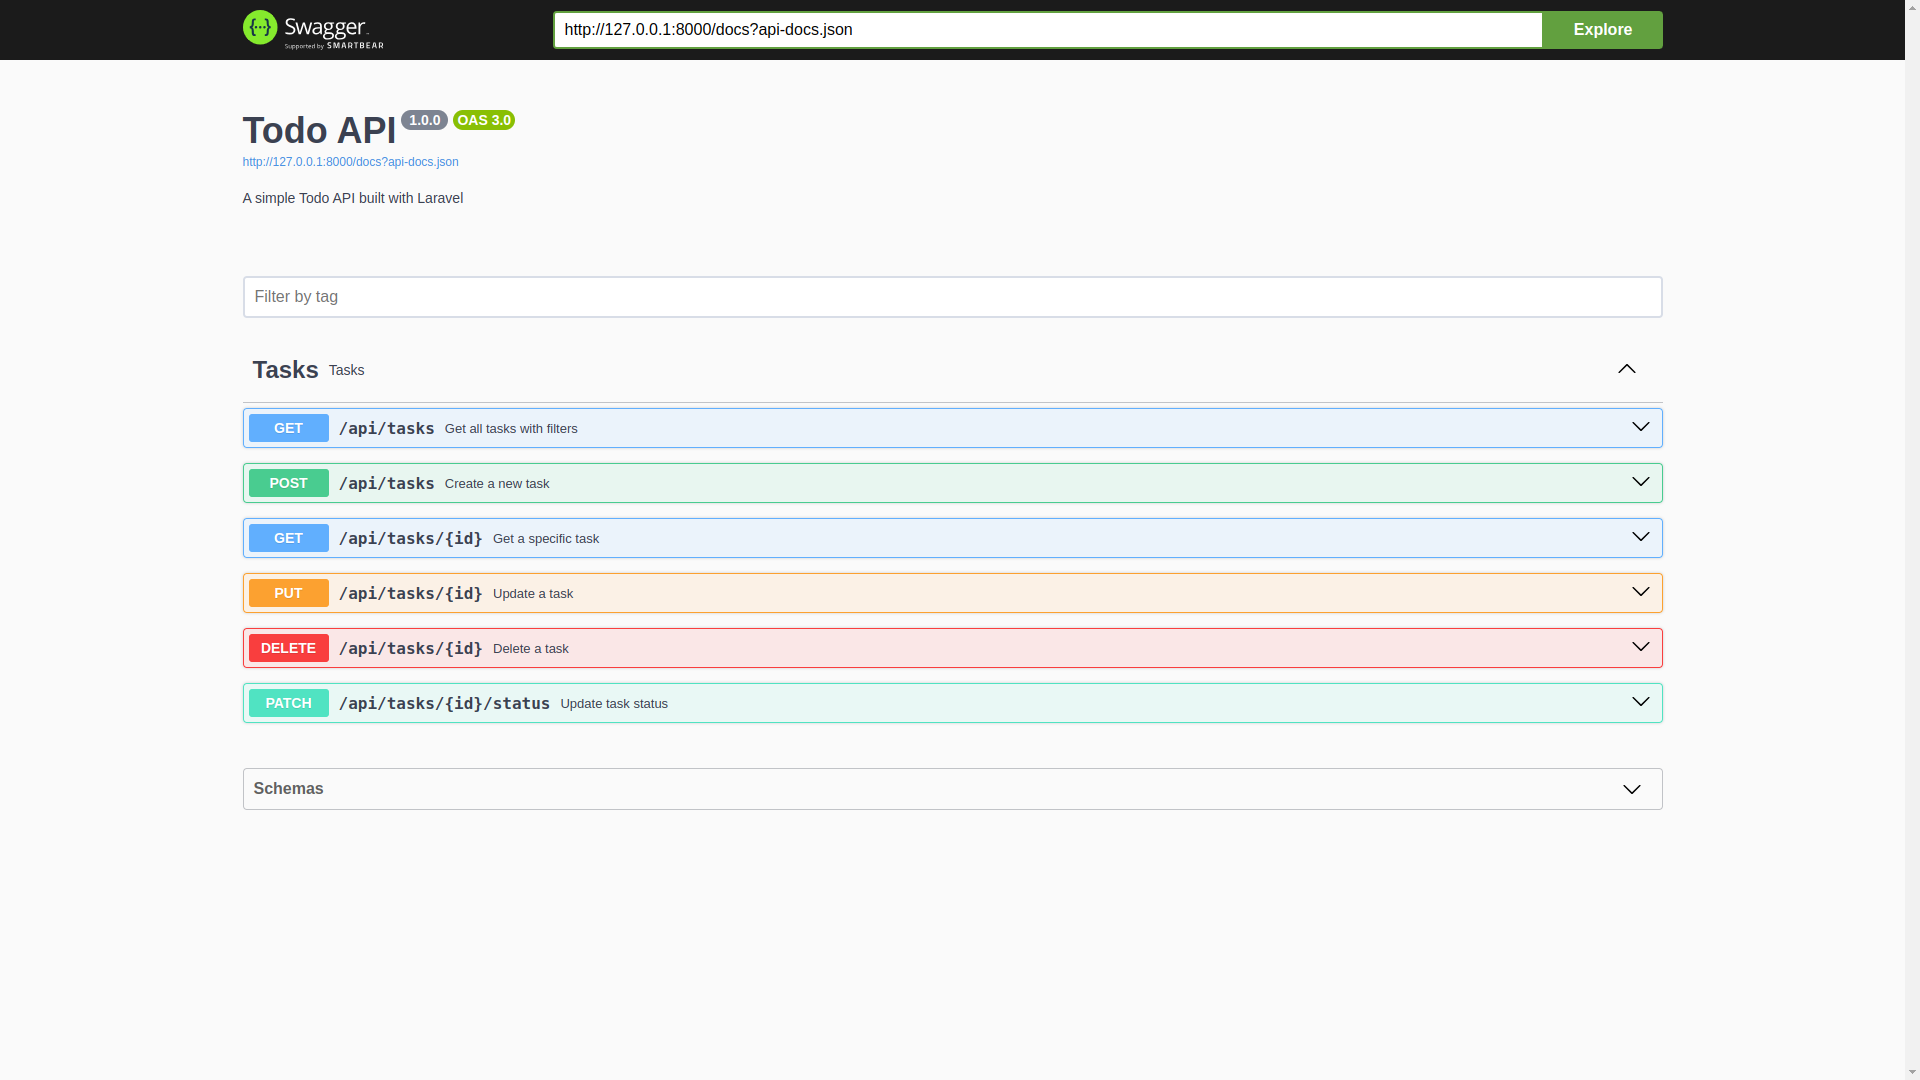 Swagger
Supported by SMARTBEAR
http://127.0.0.1:8000/docs?api-docs.json
Explore
Todo API 1.0.0 OAS 3.0
http://127.0.0.1:8000/docs?api-docs.json
A simple Todo API built with Laravel
Filter by tag
Tasks Tasks
GET /api/tasks Get all tasks with filters
POST /api/tasks Create a new task
GET /api/tasks/{id} Get a specific task
PUT /api/tasks/{id} Update a task
DELETE /api/tasks/{id} Delete a task
PATCH /api/tasks/{id}/status Update task status
Schemas